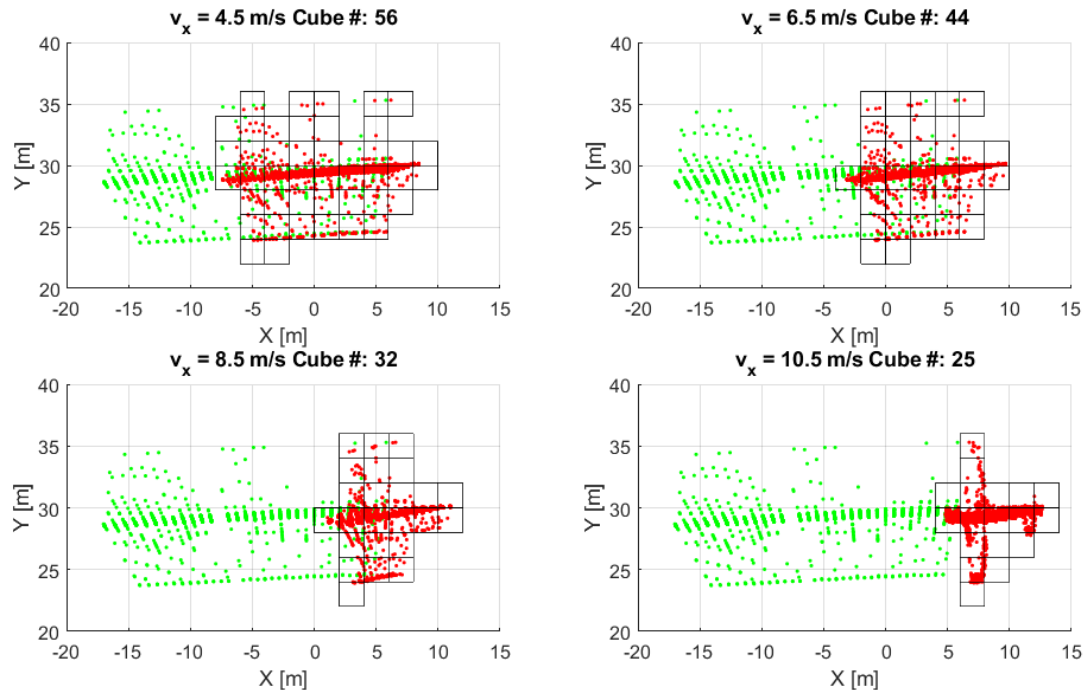 v_x = 4.5 m/s Cube #: 56
40
35
30
25
20
Y [m]
-20 -15 -10 -5 0 5 10 15
X [m]
v_x = 6.5 m/s Cube #: 44
40
35
30
25
20
Y [m]
-20 -15 -10 -5 0 5 10 15
X [m]
v_x = 8.5 m/s Cube #: 32
40
35
30
25
20
Y [m]
-20 -15 -10 -5 0 5 10 15
X [m]
v_x = 10.5 m/s Cube #: 25
40
35
30
25
20
Y [m]
-20 -15 -10 -5 0 5 10 15
X [m]